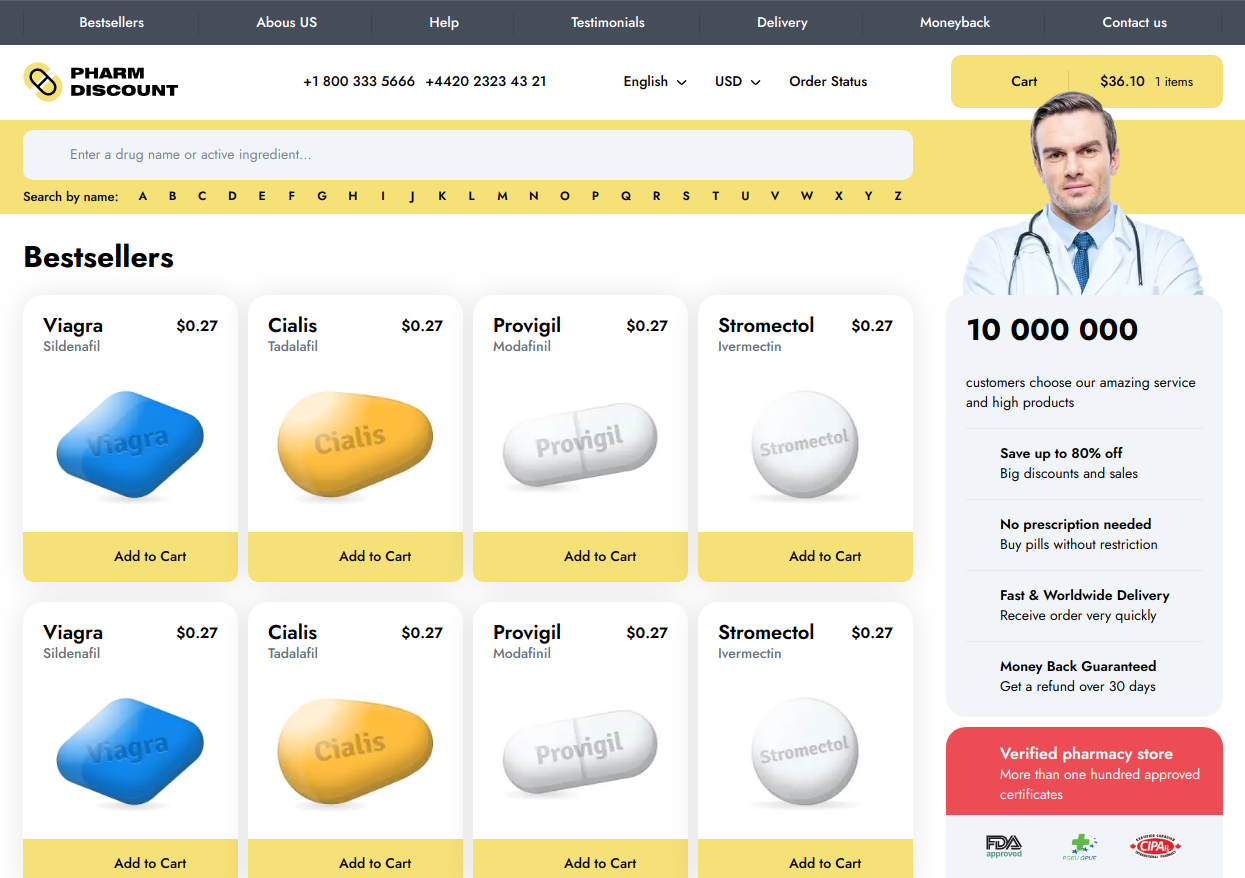 Bestsellers Abous US Help Testimonials Delivery Moneyback Contact us
PHARM
DISCOUNT
+1 800 333 5666 +4420 2323 43 21 English USD Order Status Cart $36.10 1 items
Enter a drug name or active ingredient...
Search by name: A B C D E F G H I J K L M N O P Q R S T U V W X Y Z
Bestsellers
Viagra $0.27
Sildenafil
Viagra
Add to Cart
Cialis $0.27
Tadalafil
Cialis
Add to Cart
Provigil $0.27
Modafinil
Provigil
Add to Cart
Stromectol $0.27
Ivermectin
Stromectol
Add to Cart
Viagra $0.27
Sildenafil
Viagra
Add to Cart
Cialis $0.27
Tadalafil
Cialis
Add to Cart
Provigil $0.27
Modafinil
Provigil
Add to Cart
Stromectol $0.27
Ivermectin
Stromectol
Add to Cart
10 000 000
customers choose our amazing service
and high products
Save up to 80% off
Big discounts and sales
No prescription needed
Buy pills without restriction
Fast & Worldwide Delivery
Receive order very quickly
Money Back Guaranteed
Get a refund over 30 days
Verified pharmacy store
More than one hundred approved
certificates
FDA
approved
PGEU GPUE
CIPA